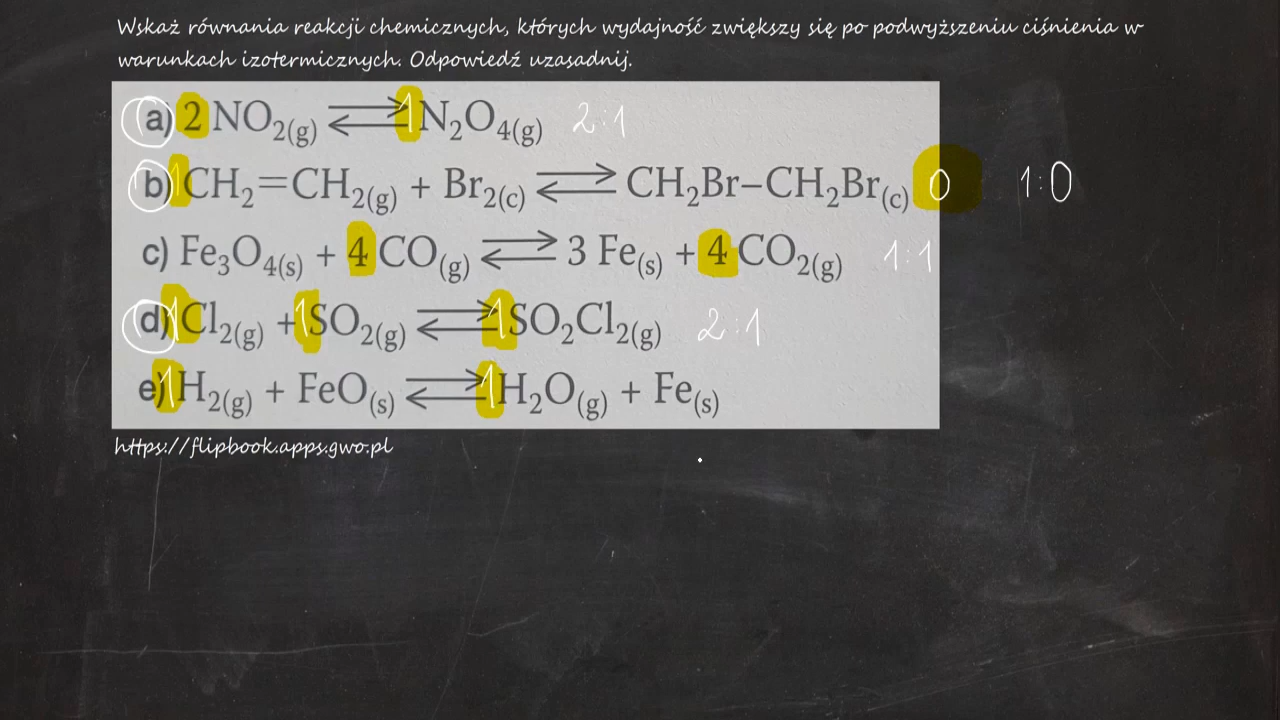 Wskaż równania reakcji chemicznych, których wydajność zwiększy się po podwyższeniu ciśnienia w
warunkach izotermicznych. Odpowiedź uzasadnij.
a) 2 NO₂(g) ⇄ 1 N₂O₄(g) 2:1
b) 1 CH₂=CH₂(g) + Br₂(c) ⇄ CH₂Br–CH₂Br(c) 0 1:0
c) Fe₃O₄(s) + 4 CO(g) ⇄ 3 Fe(s) + 4 CO₂(g) 1:1
d) 1 Cl₂(g) + 1 SO₂(g) ⇄ 1 SO₂Cl₂(g) 2:1
e) 1 H₂(g) + FeO(s) ⇄ 1 H₂O(g) + Fe(s)
https://flipbook.apps.gwo.pl